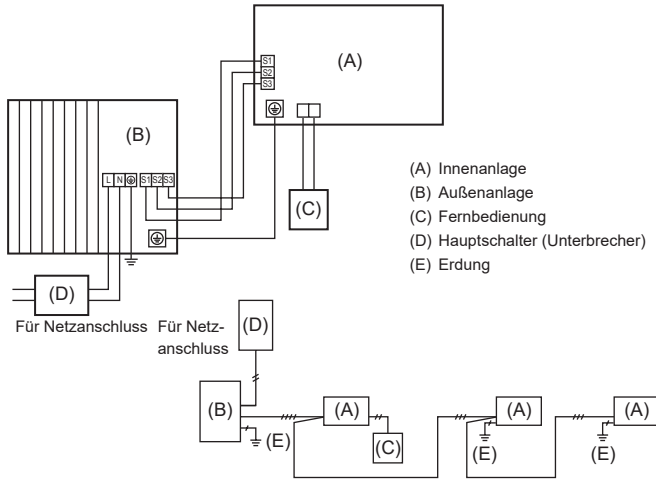 S1
S2
S3
(A)
(B)
L N S1 S2 S3
(C)
(D)
Für Netzanschluss
(A) Innenanlage
(B) Außenanlage
(C) Fernbedienung
(D) Hauptschalter (Unterbrecher)
(E) Erdung
Für Netz-
anschluss
(D)
(B)
(A)
(A)
(A)
(E)
(C)
(E)
(E)